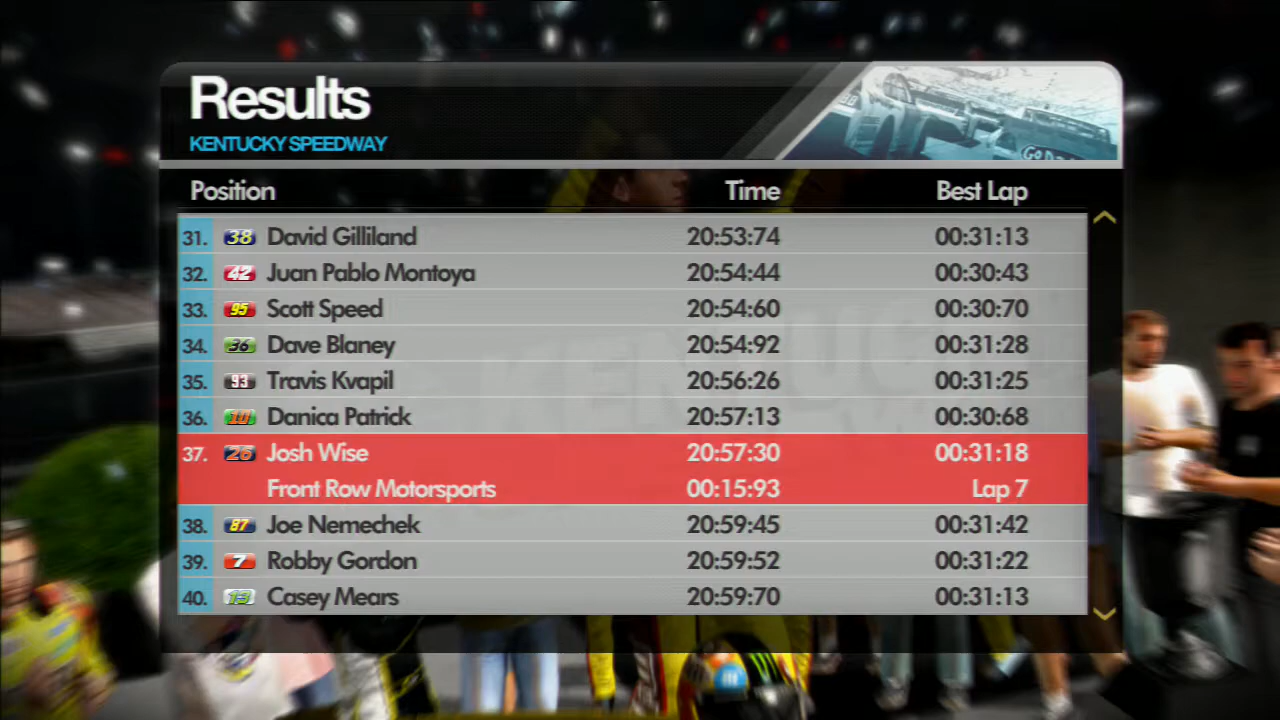 Results
KENTUCKY SPEEDWAY
Position Time Best Lap
31. 38 David Gilliland 20:53:74 00:31:13
32. 42 Juan Pablo Montoya 20:54:44 00:30:43
33. 95 Scott Speed 20:54:60 00:30:70
34. 36 Dave Blaney 20:54:92 00:31:28
35. 93 Travis Kvapil 20:56:26 00:31:25
36. 10 Danica Patrick 20:57:13 00:30:68
37. 26 Josh Wise 20:57:30 00:31:18
Front Row Motorsports 00:15:93 Lap 7
38. 87 Joe Nemechek 20:59:45 00:31:42
39. 7 Robby Gordon 20:59:52 00:31:22
40. 13 Casey Mears 20:59:70 00:31:13